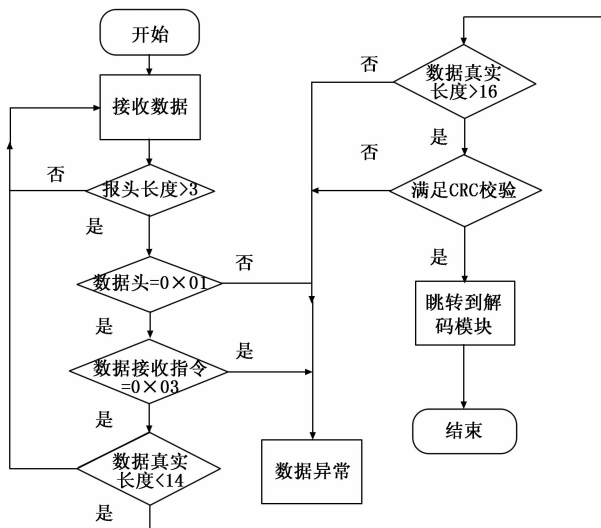 开始
接收数据
否
报头长度>3
是
数据头=0×01
否
是
数据接收指令
=0×03
是
是
数据真实
长度<14
是
数据异常
否
数据真实
长度>16
是
否
满足CRC校验
是
眺转到解
码模块
结束